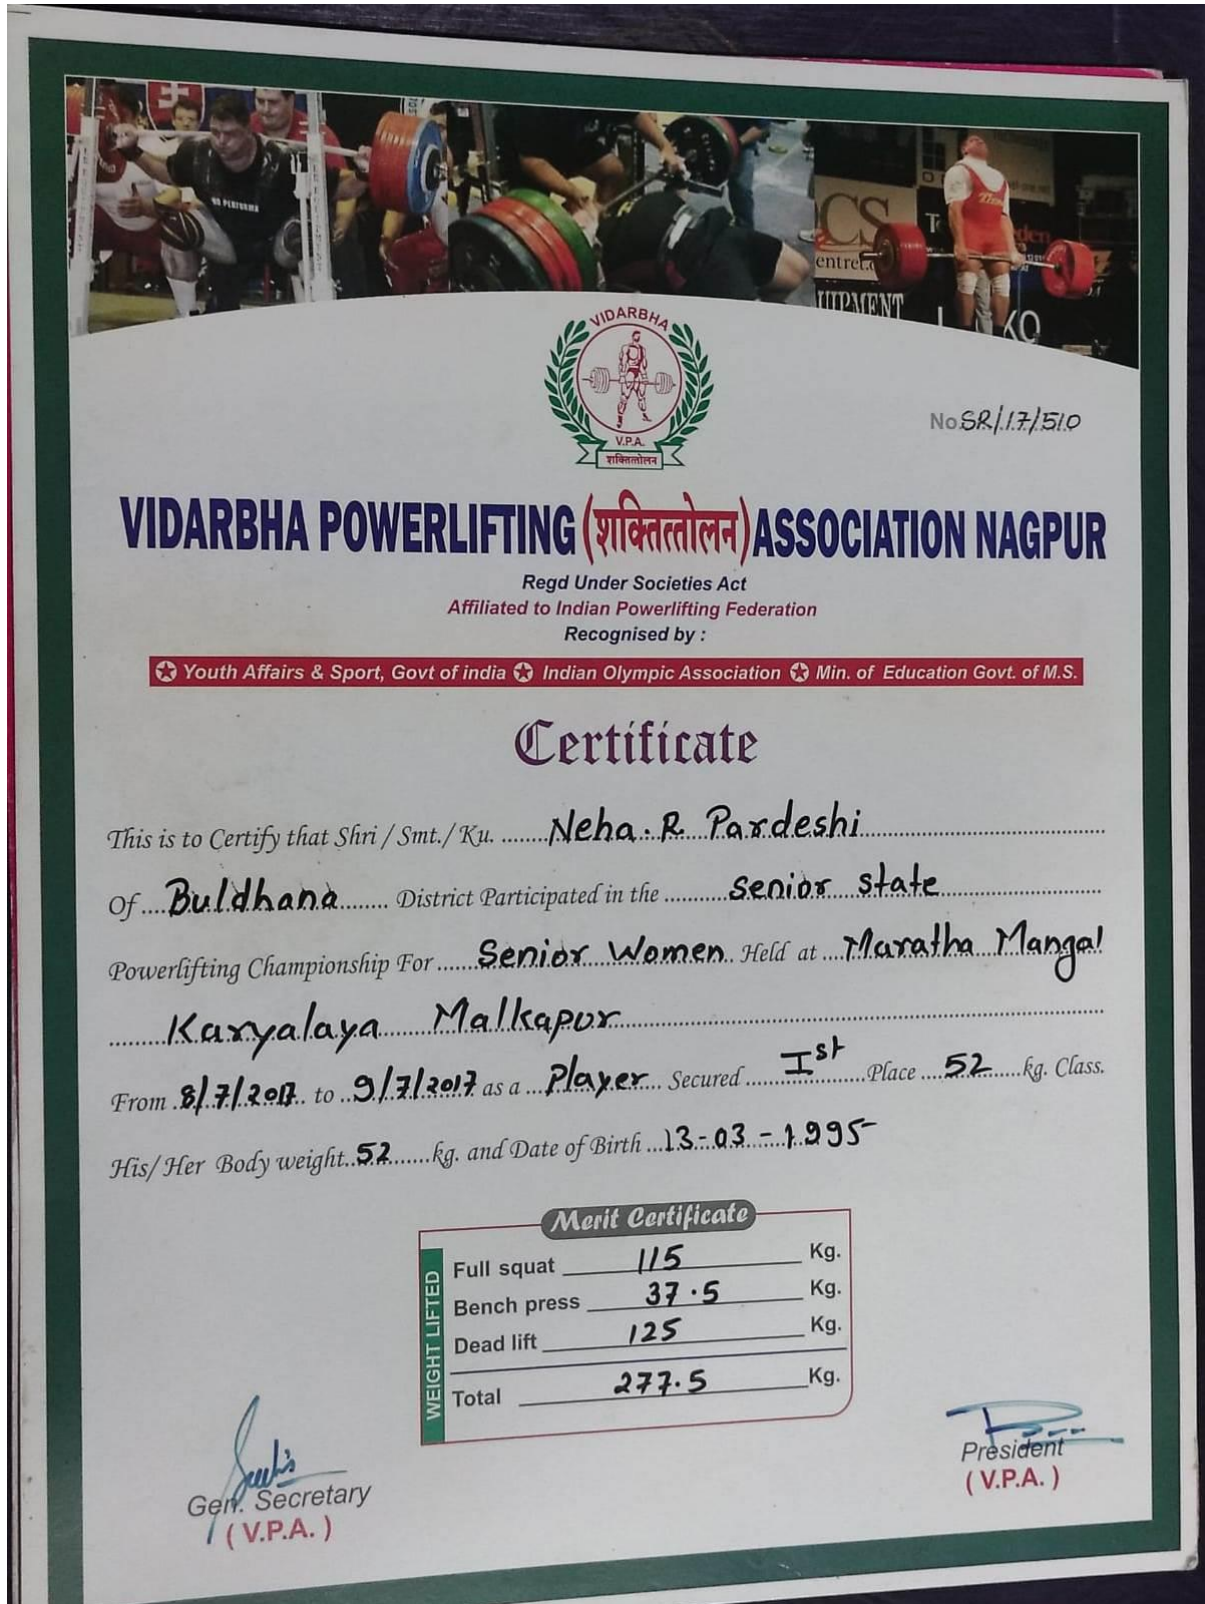 CS
entre
UIPMENT
VIDARBHA
V.P.A.
शक्तित्तोलन
No. SR/17/510
VIDARBHA POWERLIFTING (शक्तित्तोलन) ASSOCIATION NAGPUR
Regd Under Societies Act
Affiliated to Indian Powerlifting Federation
Recognised by :
Youth Affairs & Sport, Govt of india Indian Olympic Association Min. of Education Govt. of M.S.
Certificate
This is to Certify that Shri / Smt./ Ku. Neha. R. Pardeshi
Of Buldhana District Participated in the Senior state
Powerlifting Championship For Senior Women Held at Maratha Mangal
Karyalaya Malkapur
From 8/7/2017 to 9/7/2017 as a Player Secured Ist Place 52 kg. Class.
His/ Her Body weight 52 kg. and Date of Birth 13-03-1995
Merit Certificate
WEIGHT LIFTED
Full squat 115 Kg.
Bench press 37.5 Kg.
Dead lift 125 Kg.
Total 277.5 Kg.
Gen. Secretary
( V.P.A. )
President
( V.P.A. )